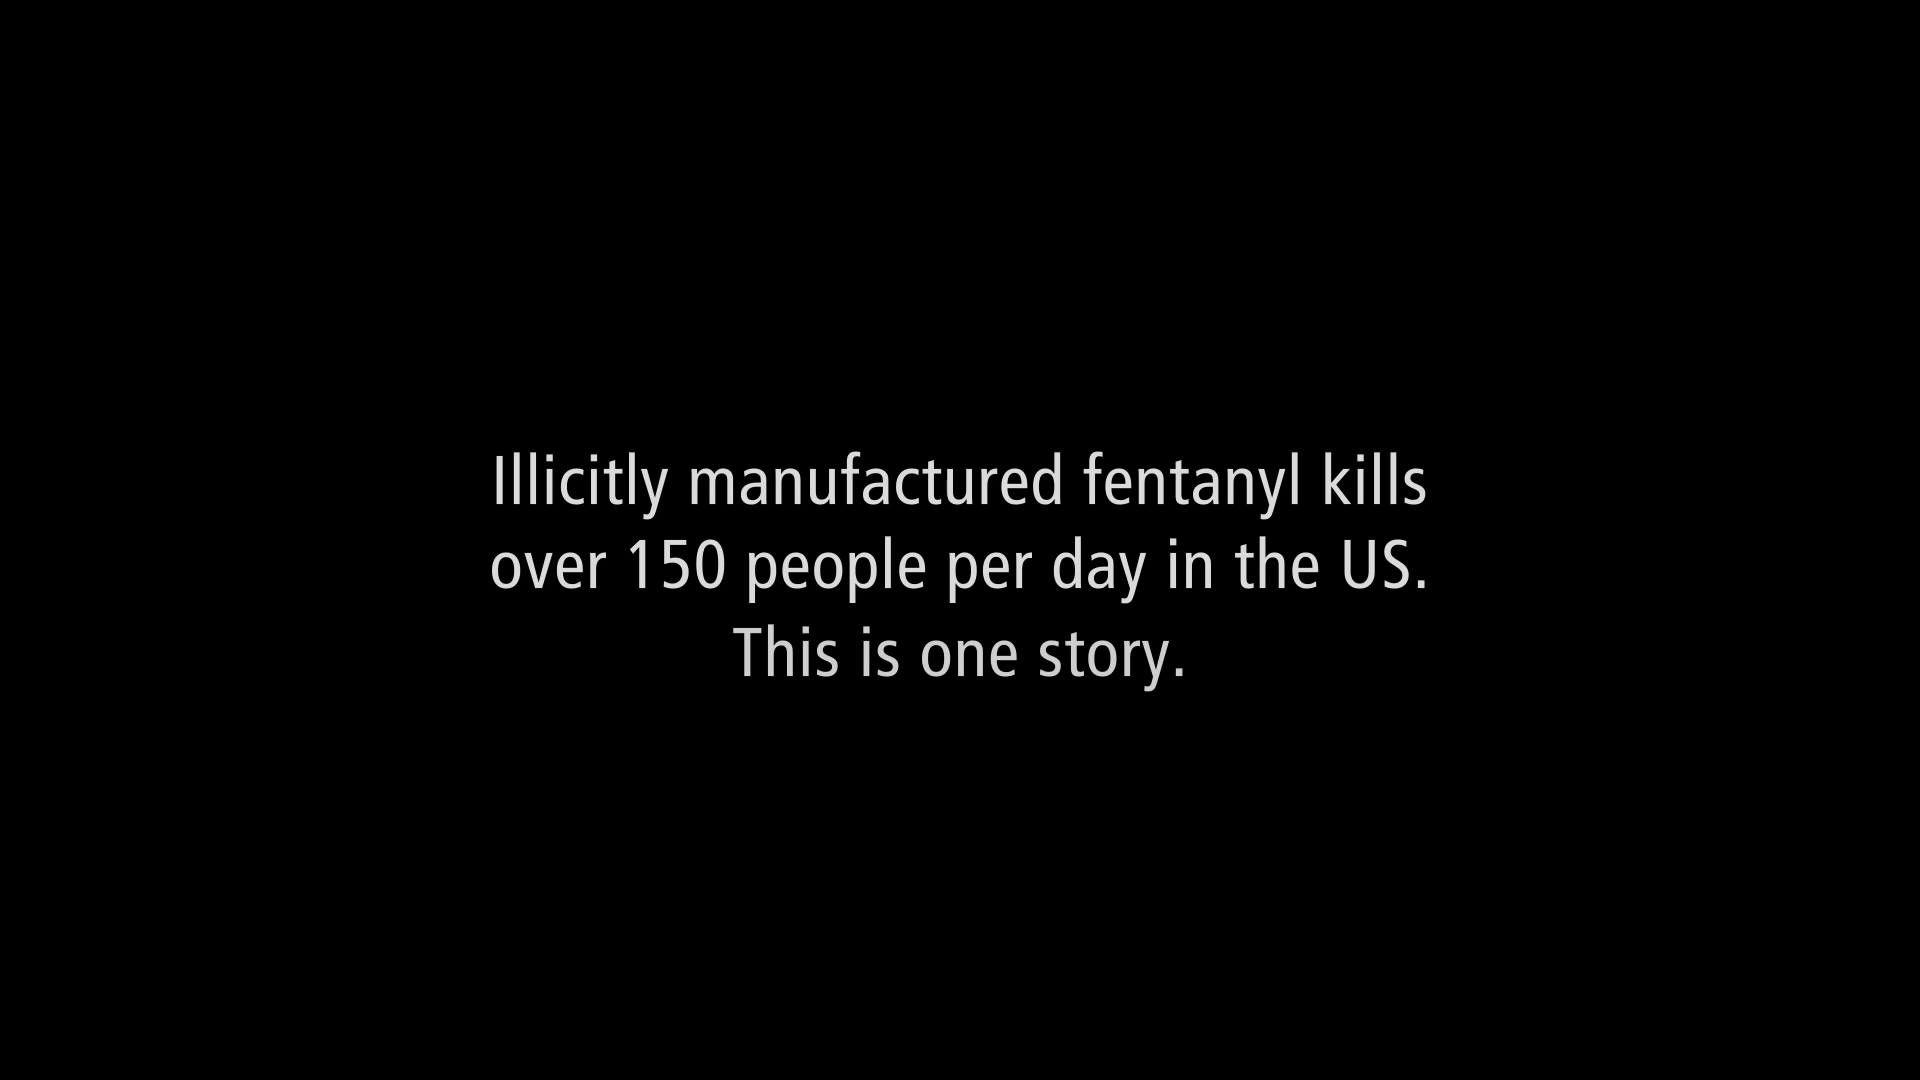 Illicitly manufactured fentanyl kills
over 150 people per day in the US.
This is one story.